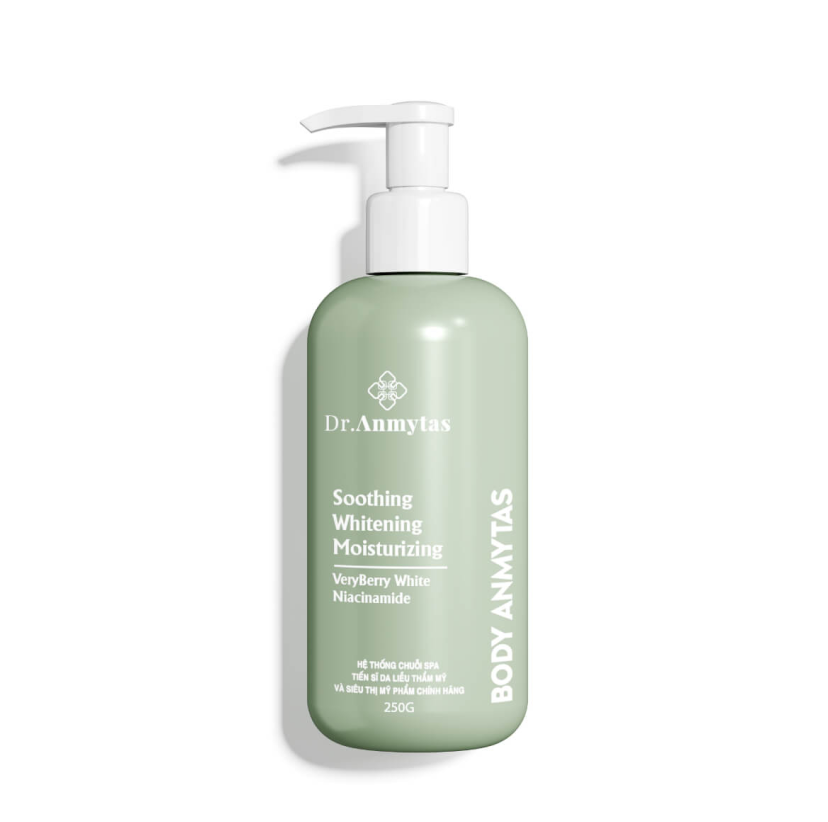 Dr.Anmytas
Soothing
Whitening
Moisturizing
VeryBerry White
Niacinamide
BODY ANMYTAS
HỆ THỐNG CHUỖI SPA
TIẾN SĨ DA LIỄU THẨM MỸ
VÀ SIÊU THỊ MỸ PHẨM CHÍNH HÃNG
250G